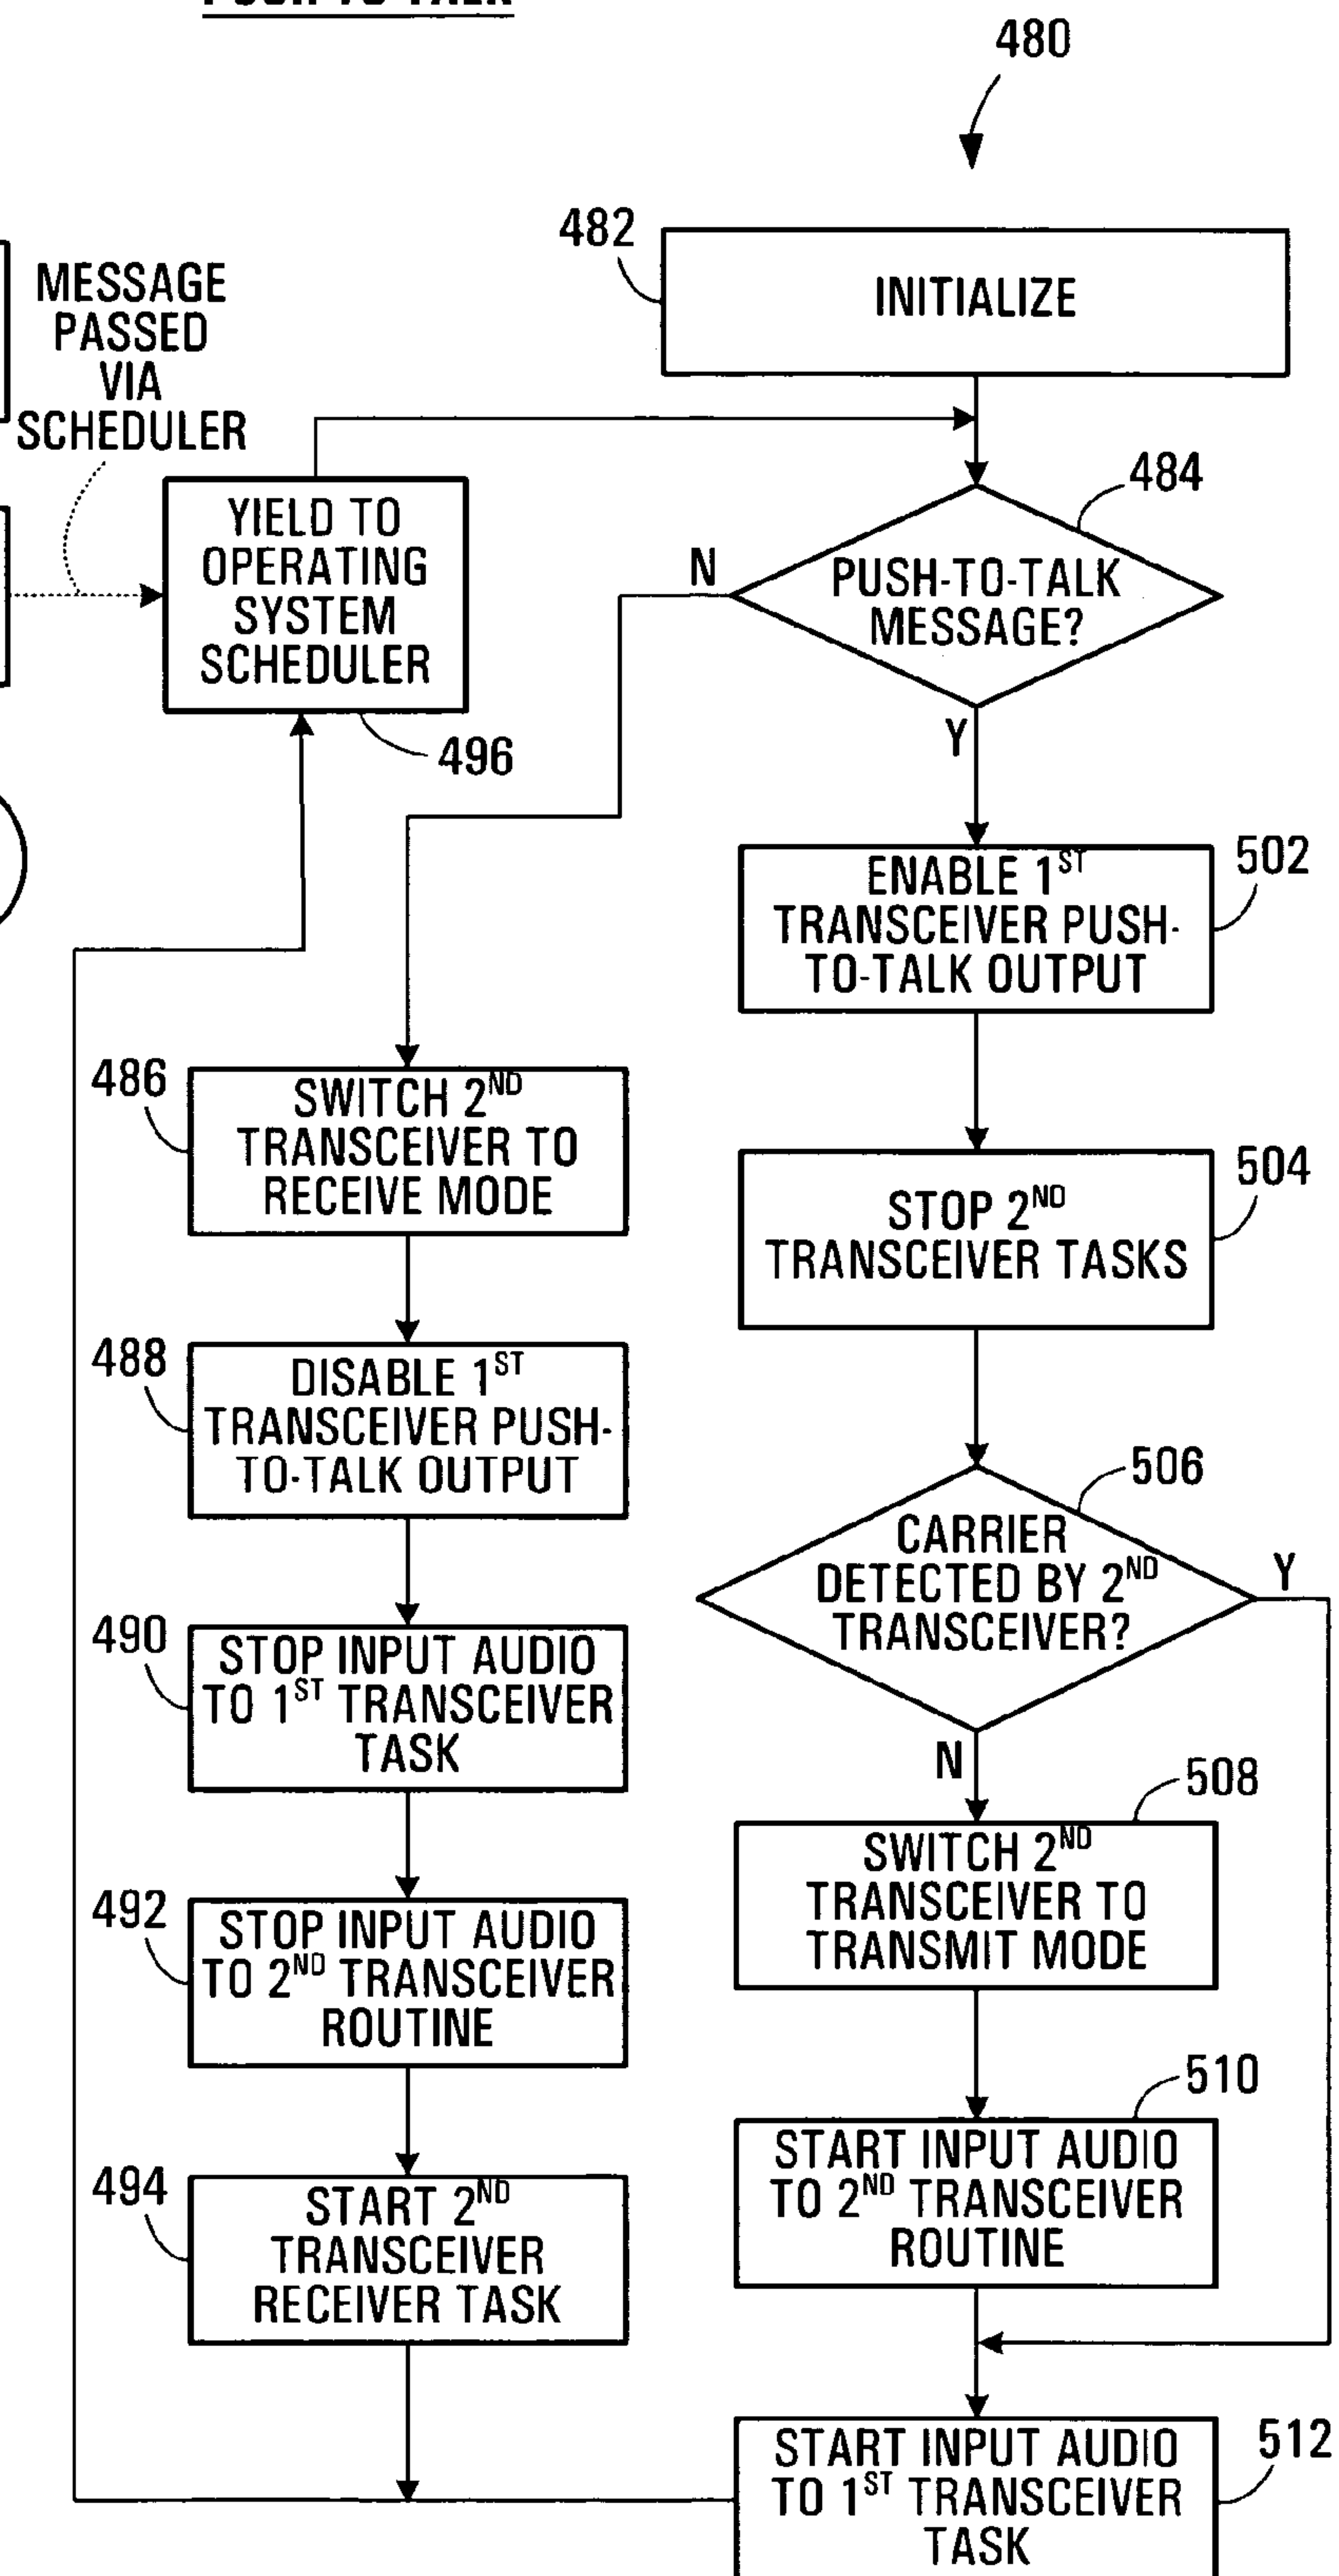 480
482
INITIALIZE
MESSAGE
PASSED
VIA
SCHEDULER
YIELD TO
OPERATING
SYSTEM
SCHEDULER
496
484
PUSH-TO-TALK
MESSAGE?
N
Y
ENABLE 1ST
TRANSCEIVER PUSH-
TO-TALK OUTPUT
502
486
SWITCH 2ND
TRANSCEIVER TO
RECEIVE MODE
STOP 2ND
TRANSCEIVER TASKS
504
488
DISABLE 1ST
TRANSCEIVER PUSH-
TO-TALK OUTPUT
506
CARRIER
DETECTED BY 2ND
TRANSCEIVER?
Y
N
490
STOP INPUT AUDIO
TO 1ST TRANSCEIVER
TASK
508
SWITCH 2ND
TRANSCEIVER TO
TRANSMIT MODE
492
STOP INPUT AUDIO
TO 2ND TRANSCEIVER
ROUTINE
510
START INPUT AUDIO
TO 2ND TRANSCEIVER
ROUTINE
494
START 2ND
TRANSCEIVER
RECEIVER TASK
START INPUT AUDIO
TO 1ST TRANSCEIVER
TASK
512